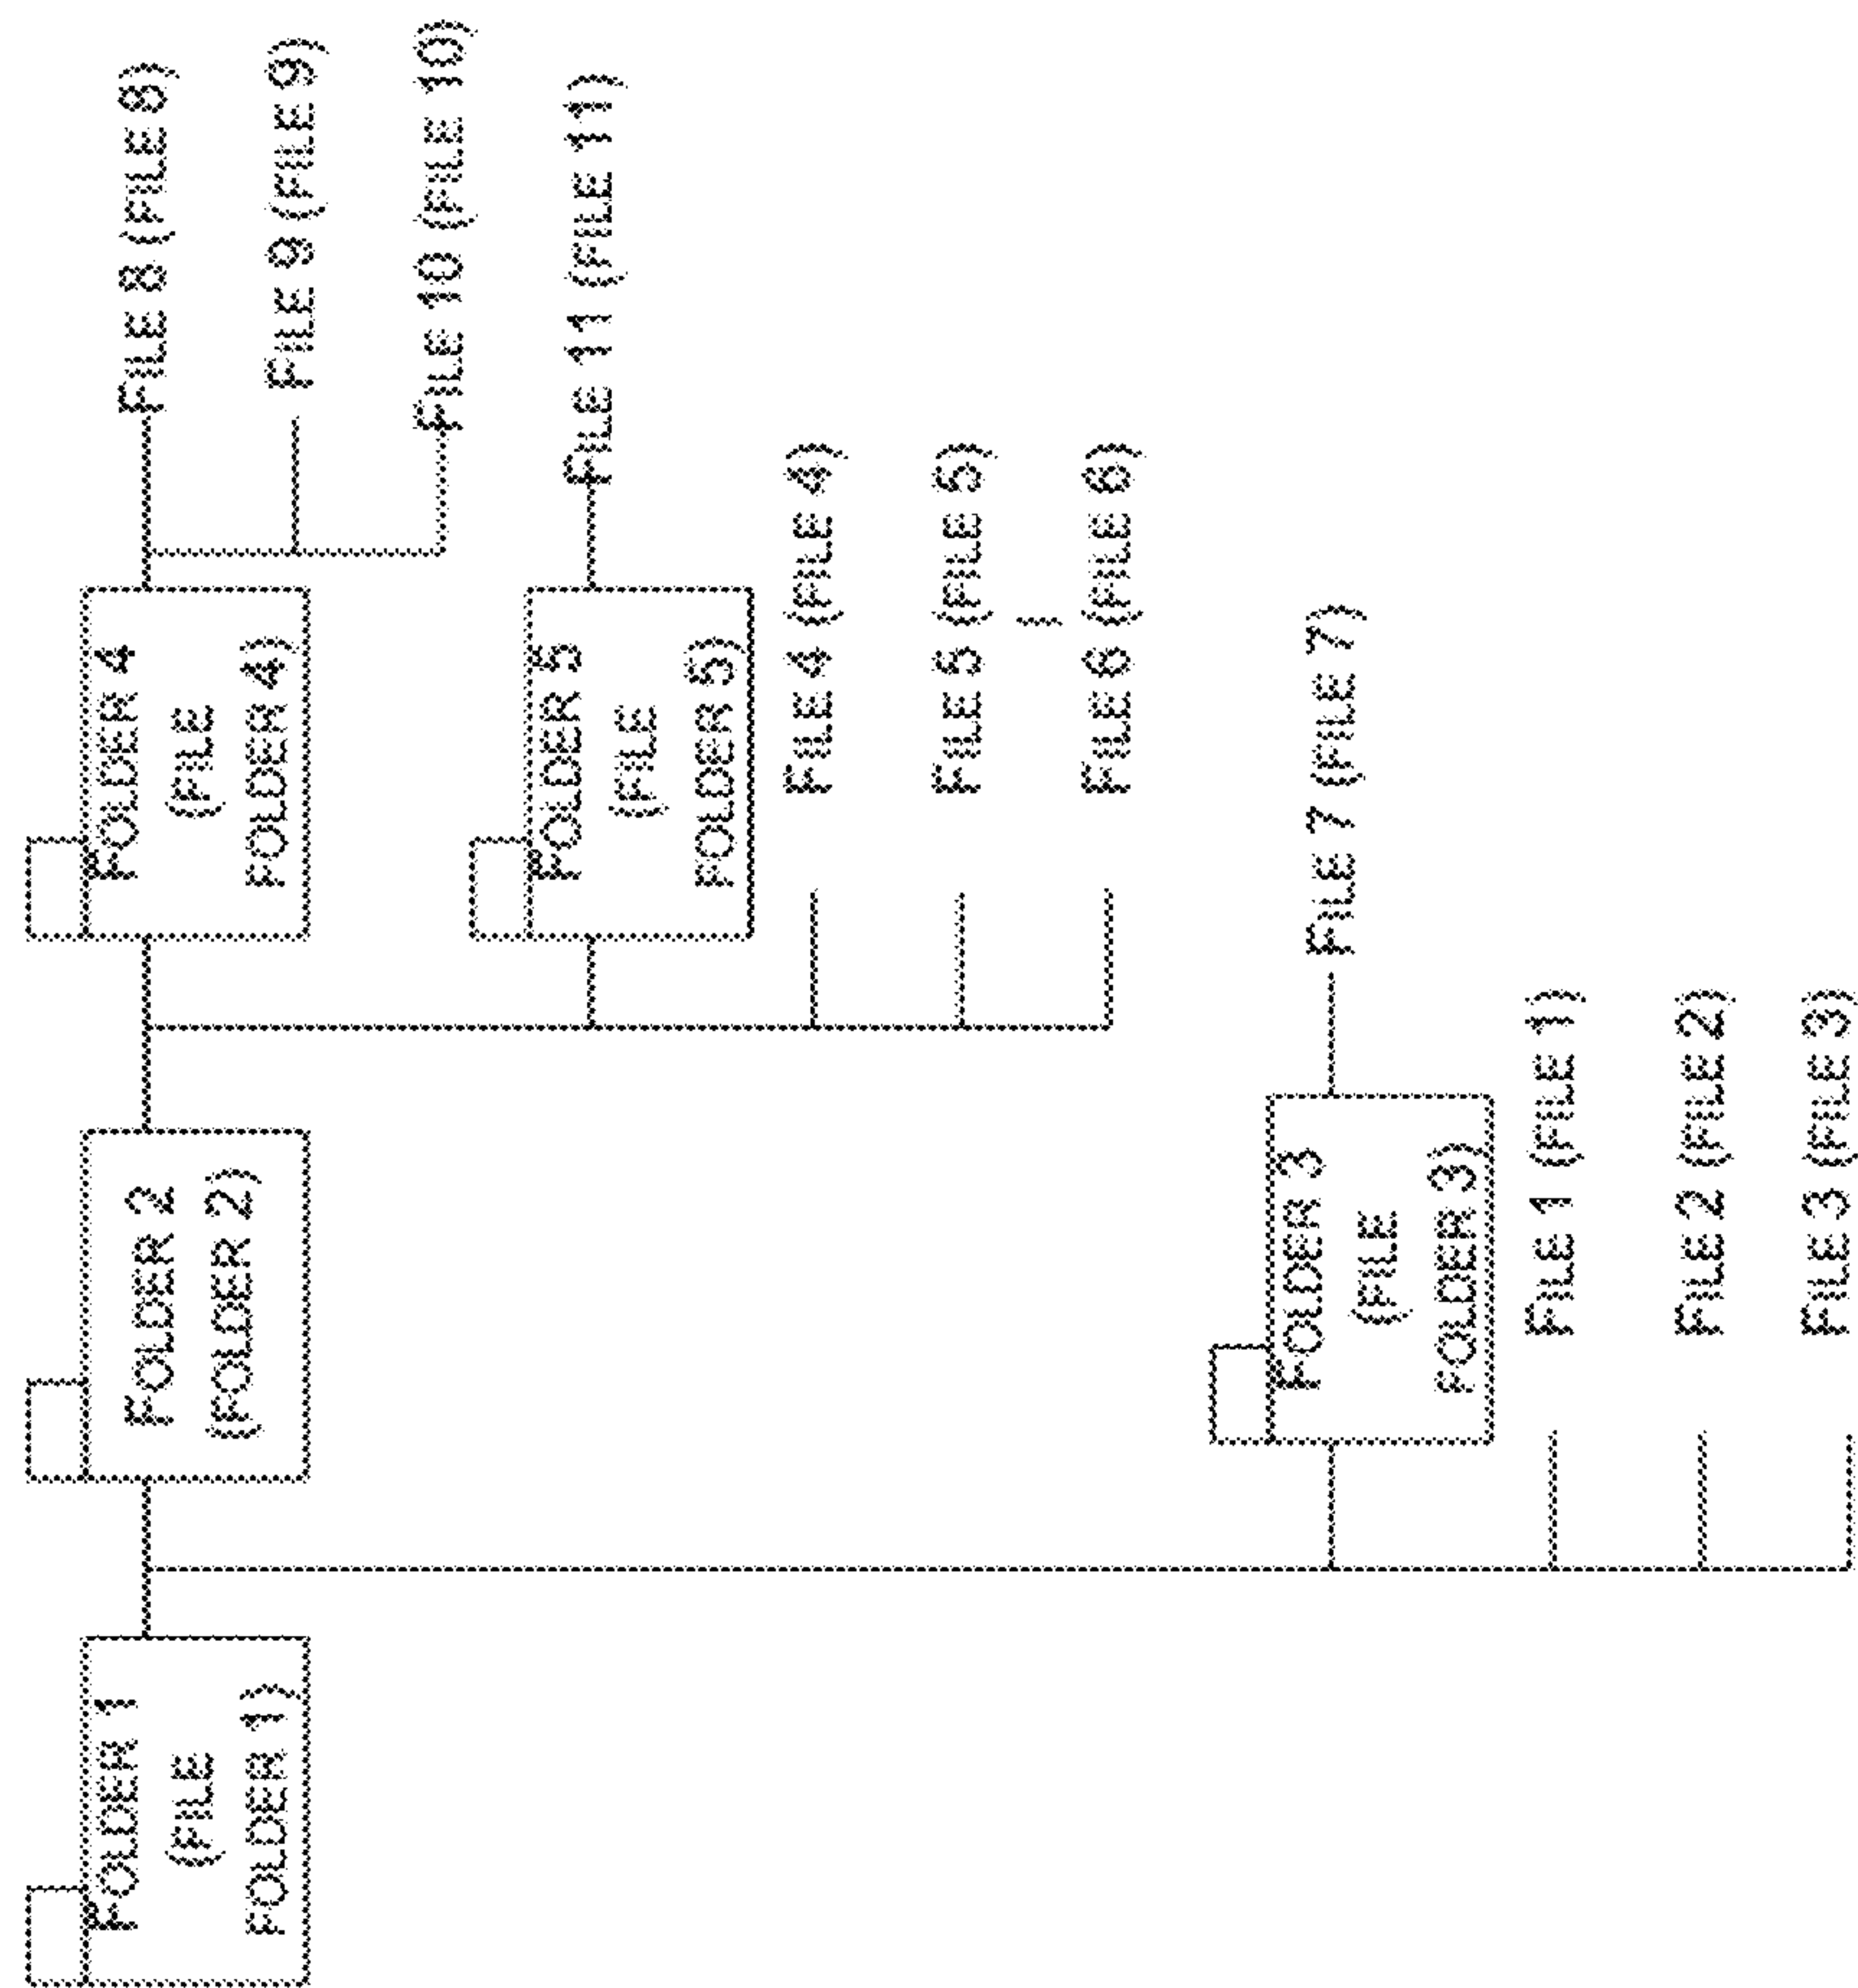 FOLDER 1
(FILE
FOLDER 1)
FOLDER 2
(FOLDER 2)
FOLDER 4
(FILE
FOLDER 4)
FILE 8 (FILE 8)
FILE 9 (FILE 9)
FILE 10 (FILE 10)
FOLDER 5
(FILE
FOLDER 5)
FILE 11 (FILE 11)
FILE 4 (FILE 4)
FILE 5 (FILE 5)
FILE 6 (FILE 6)
FOLDER 3
(FILE
FOLDER 3)
FILE 7 (FILE 7)
FILE 1 (FILE 1)
FILE 2 (FILE 2)
FILE 3 (FILE 3)